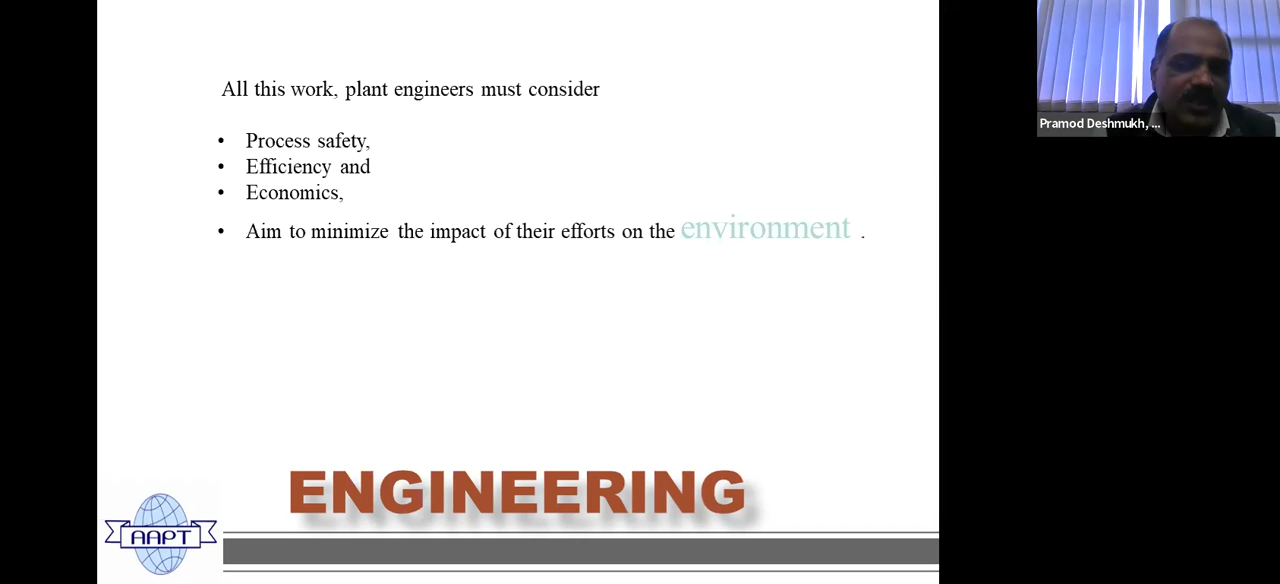 All this work, plant engineers must consider
• Process safety,
• Efficiency and
• Economics,
• Aim to minimize the impact of their efforts on the environment .
ENGINEERING
AAPT
Pramod Deshmukh, ...